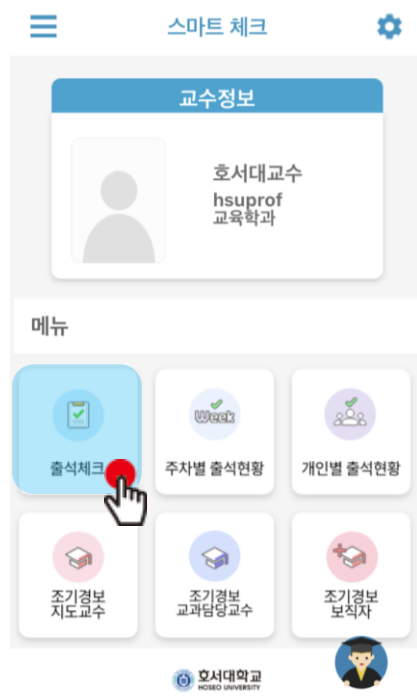 스마트 체크
교수정보
호서대교수
hsuprof
교육학과
메뉴
출석체크
Week
주차별 출석현황
개인별 출석현황
조기경보
지도교수
조기경보
교과담당교수
조기경보
보직자
호서대학교
HOSEO UNIVERSITY